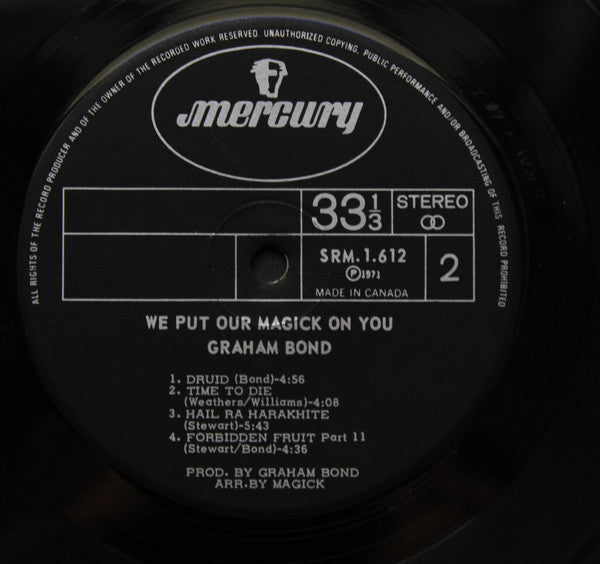 ALL RIGHTS OF THE RECORD PRODUCER AND OF THE OWNER OF THE RECORDED WORK RESERVED UNAUTHORIZED COPYING, PUBLIC PERFORMANCE AND/OR BROADCASTING OF THIS RECORD PROHIBITED
mercury
33 1/3
STEREO
SRM.1.612
Ⓟ1971
MADE IN CANADA
2
WE PUT OUR MAGICK ON YOU
GRAHAM BOND
1. DRUID (Bond)-4:56
2. TIME TO DIE
(Weathers/Williams)-4:08
3. HAIL RA HARAKHITE
(Stewart)-5:43
4. FORBIDDEN FRUIT Part 11
(Stewart/Bond)-4:36
PROD. BY GRAHAM BOND
ARR.BY MAGICK